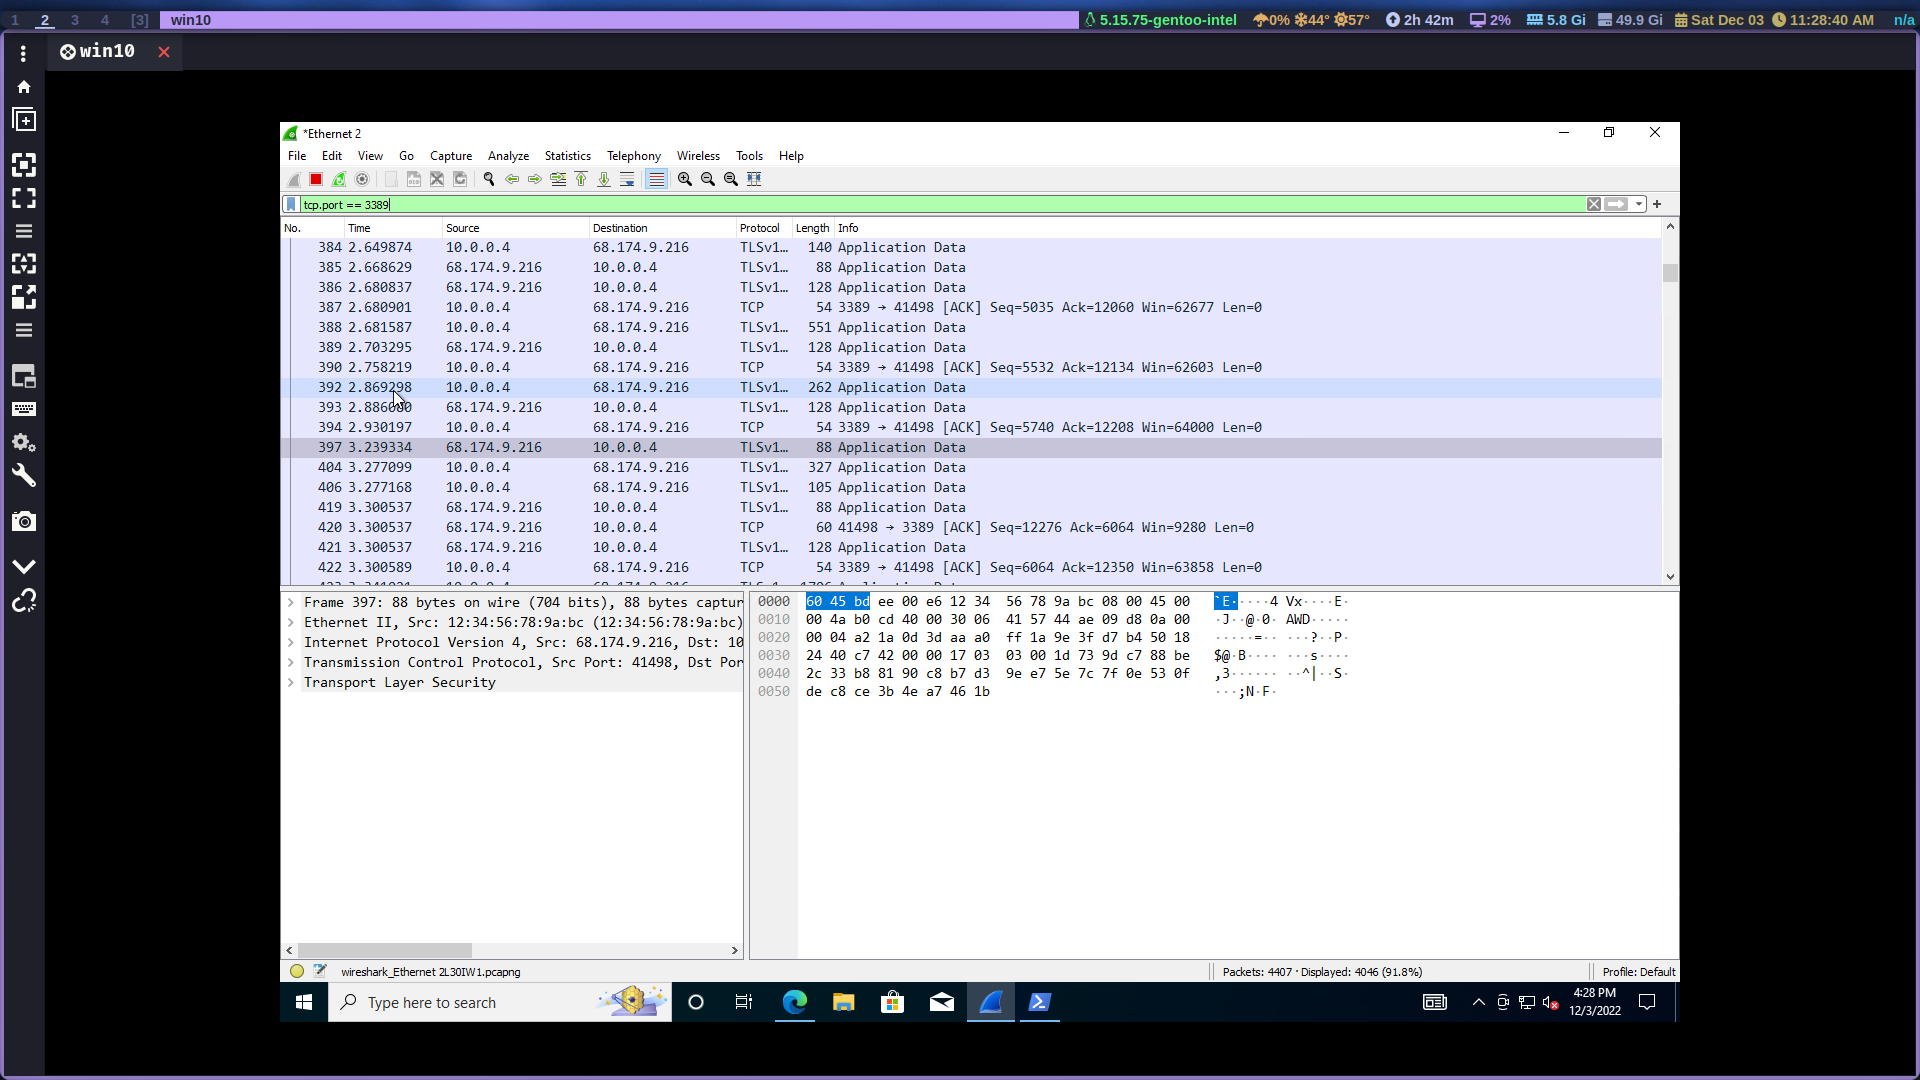 1 2 3 4 [3] win10 5.15.75-gentoo-intel 0% 44° 57° 2h 42m 2% 5.8 Gi 49.9 Gi Sat Dec 03 11:28:40 AM n/a
win10
*Ethernet 2
File Edit View Go Capture Analyze Statistics Telephony Wireless Tools Help
tcp.port == 3389
No. Time Source Destination Protocol Length Info
384 2.649874 10.0.0.4 68.174.9.216 TLSv1… 140 Application Data
385 2.668629 68.174.9.216 10.0.0.4 TLSv1… 88 Application Data
386 2.680837 68.174.9.216 10.0.0.4 TLSv1… 128 Application Data
387 2.680901 10.0.0.4 68.174.9.216 TCP 54 3389 → 41498 [ACK] Seq=5035 Ack=12060 Win=62677 Len=0
388 2.681587 10.0.0.4 68.174.9.216 TLSv1… 551 Application Data
389 2.703295 68.174.9.216 10.0.0.4 TLSv1… 128 Application Data
390 2.758219 10.0.0.4 68.174.9.216 TCP 54 3389 → 41498 [ACK] Seq=5532 Ack=12134 Win=62603 Len=0
392 2.869298 10.0.0.4 68.174.9.216 TLSv1… 262 Application Data
393 68.174.9.216 10.0.0.4 TLSv1… 128 Application Data
394 2.930197 10.0.0.4 68.174.9.216 TCP 54 3389 → 41498 [ACK] Seq=5740 Ack=12208 Win=64000 Len=0
397 3.239334 68.174.9.216 10.0.0.4 TLSv1… 88 Application Data
404 3.277099 10.0.0.4 68.174.9.216 TLSv1… 327 Application Data
406 3.277168 10.0.0.4 68.174.9.216 TLSv1… 105 Application Data
419 3.300537 68.174.9.216 10.0.0.4 TLSv1… 88 Application Data
420 3.300537 68.174.9.216 10.0.0.4 TCP 60 41498 → 3389 [ACK] Seq=12276 Ack=6064 Win=9280 Len=0
421 3.300537 68.174.9.216 10.0.0.4 TLSv1… 128 Application Data
422 3.300589 10.0.0.4 68.174.9.216 TCP 54 3389 → 41498 [ACK] Seq=6064 Ack=12350 Win=63858 Len=0
Frame 397: 88 bytes on wire (704 bits), 88 bytes captur
Ethernet II, Src: 12:34:56:78:9a:bc (12:34:56:78:9a:bc)
Internet Protocol Version 4, Src: 68.174.9.216, Dst: 10
Transmission Control Protocol, Src Port: 41498, Dst Por
Transport Layer Security
0000 60 45 bd ee 00 e6 12 34 56 78 9a bc 08 00 45 00 `E·····4 Vx····E·
0010 00 4a b0 cd 40 00 30 06 41 57 44 ae 09 d8 0a 00 ·J··@·0· AWD·····
0020 00 04 a2 1a 0d 3d aa a0 ff 1a 9e 3f d7 b4 50 18 ·····=·· ···?··P·
0030 24 40 c7 42 00 00 17 03 03 00 1d 73 9d c7 88 be $@·B···· ···s····
0040 2c 33 b8 81 90 c8 b7 d3 9e e7 5e 7c 7f 0e 53 0f ,3······ ··^|··S·
0050 de c8 ce 3b 4e a7 46 1b ···;N·F·
wireshark_Ethernet 2L30IW1.pcapng Packets: 4407 · Displayed: 4046 (91.8%) Profile: Default
Type here to search
4:28 PM
12/3/2022